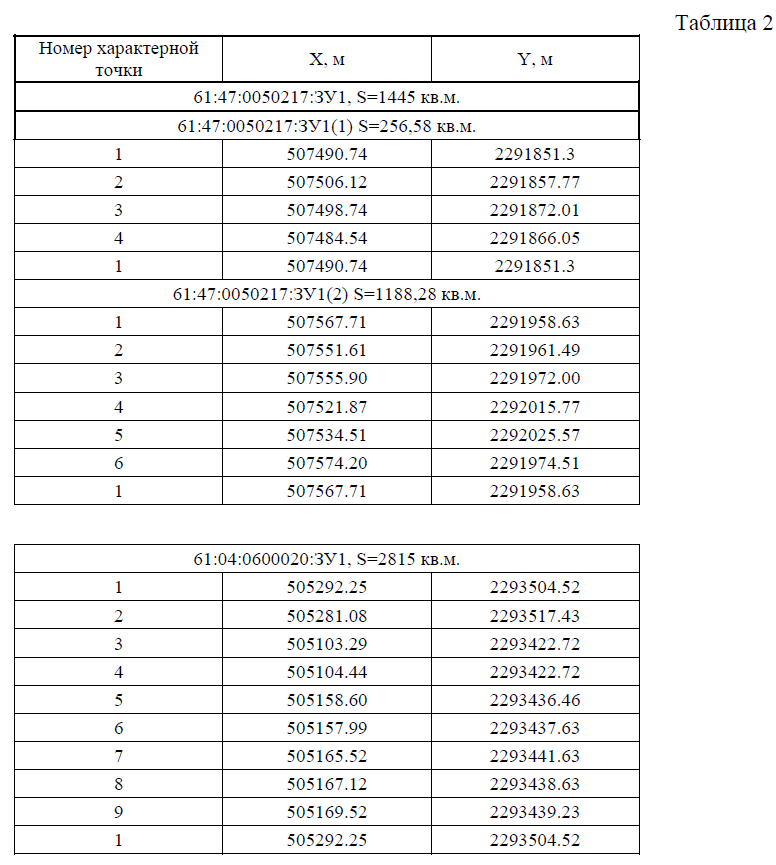 Таблица 2
Номер характерной
точки
X, м
Y, м
61:47:0050217:ЗУ1, S=1445 кв.м.
61:47:0050217:ЗУ1(1) S=256,58 кв.м.
1 507490.74 2291851.3
2 507506.12 2291857.77
3 507498.74 2291872.01
4 507484.54 2291866.05
1 507490.74 2291851.3
61:47:0050217:ЗУ1(2) S=1188,28 кв.м.
1 507567.71 2291958.63
2 507551.61 2291961.49
3 507555.90 2291972.00
4 507521.87 2292015.77
5 507534.51 2292025.57
6 507574.20 2291974.51
1 507567.71 2291958.63
61:04:0600020:ЗУ1, S=2815 кв.м.
1 505292.25 2293504.52
2 505281.08 2293517.43
3 505103.29 2293422.72
4 505104.44 2293422.72
5 505158.60 2293436.46
6 505157.99 2293437.63
7 505165.52 2293441.63
8 505167.12 2293438.63
9 505169.52 2293439.23
1 505292.25 2293504.52